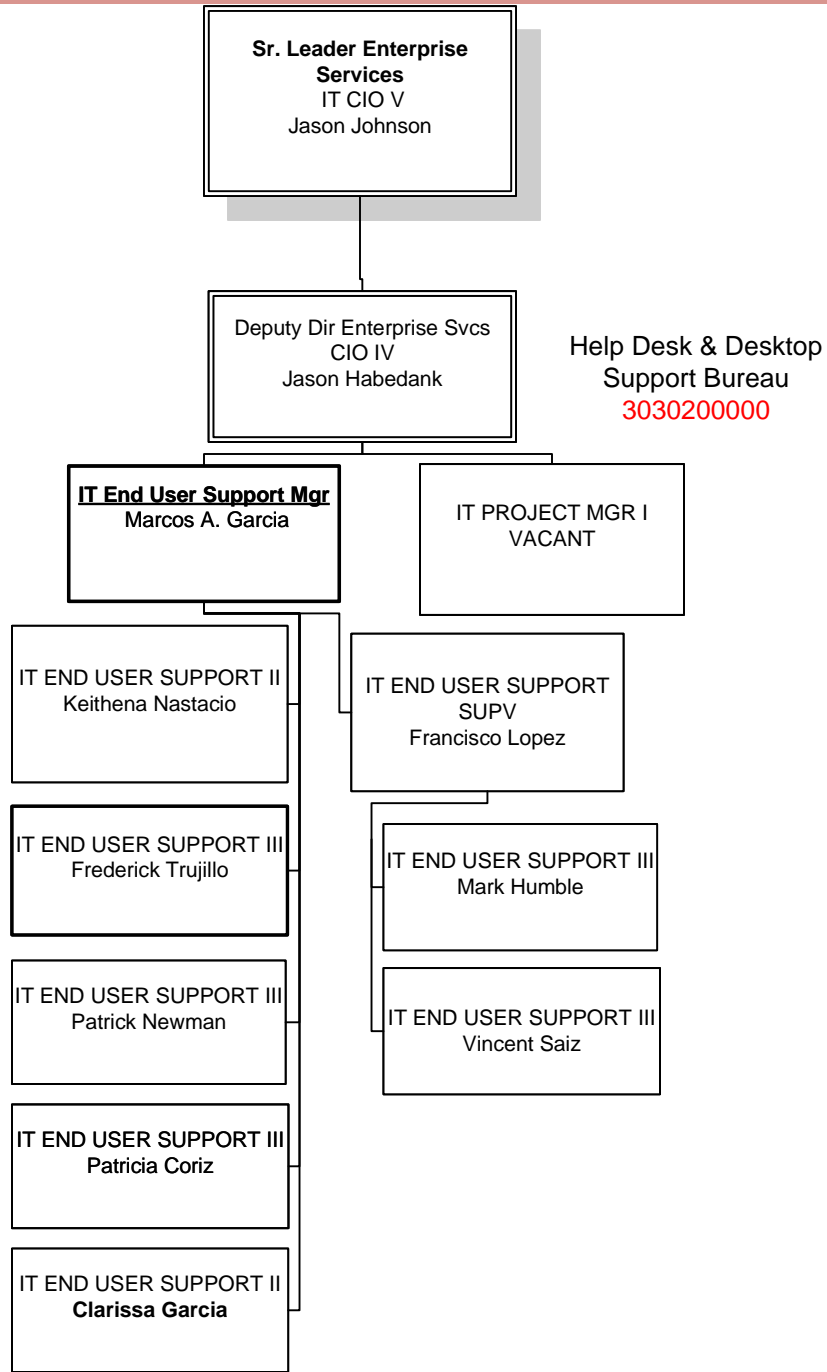 Sr. Leader Enterprise
Services
IT CIO V
Jason Johnson
Deputy Dir Enterprise Svcs
CIO IV
Jason Habedank
Help Desk & Desktop
Support Bureau
3030200000
IT End User Support Mgr
Marcos A. Garcia
IT PROJECT MGR I
VACANT
IT END USER SUPPORT II
Keithena Nastacio
IT END USER SUPPORT
SUPV
Francisco Lopez
IT END USER SUPPORT III
Frederick Trujillo
IT END USER SUPPORT III
Mark Humble
IT END USER SUPPORT III
Patrick Newman
IT END USER SUPPORT III
Vincent Saiz
IT END USER SUPPORT III
Patricia Coriz
IT END USER SUPPORT II
Clarissa Garcia